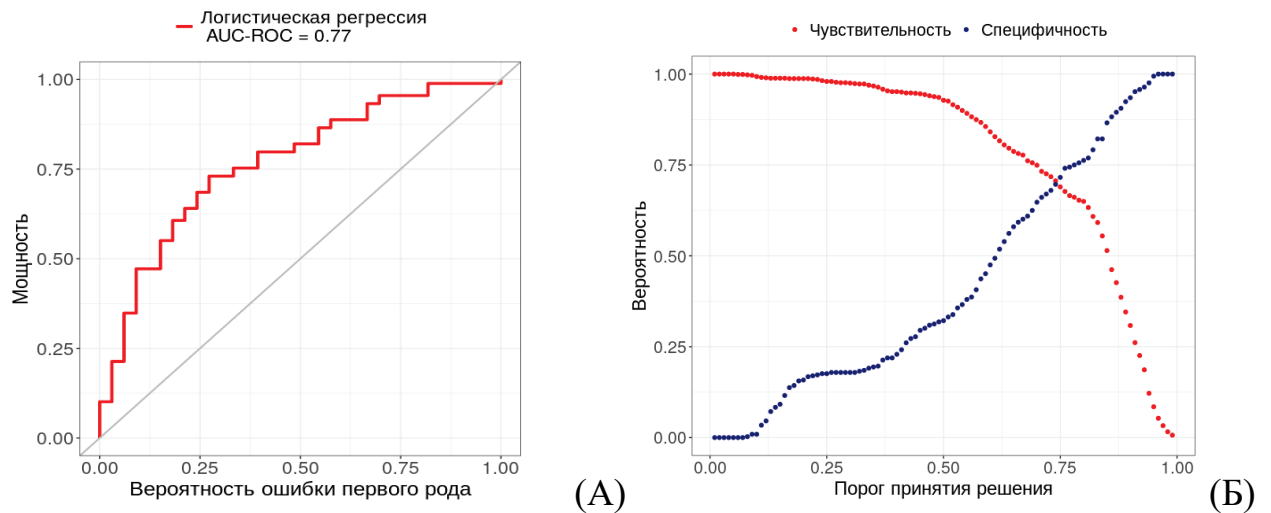 Логистическая регрессия
AUC-ROC = 0.77
1.00
0.75
0.50
0.25
0.00
Мощность
0.00 0.25 0.50 0.75 1.00
Вероятность ошибки первого рода
(А)
Чувствительность Специфичность
1.00
0.75
0.50
0.25
0.00
Вероятность
0.00 0.25 0.50 0.75 1.00
Порог принятия решения
(Б)